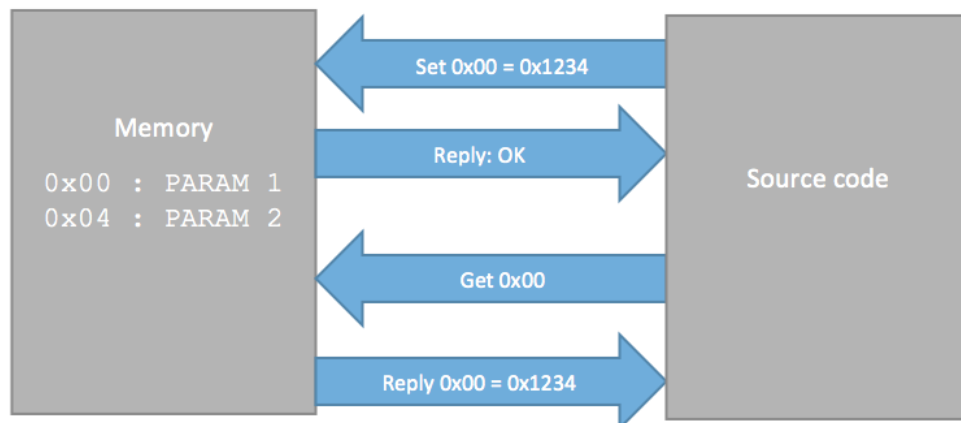 Memory
0x00 : PARAM 1
0x04 : PARAM 2
Set 0x00 = 0x1234
Reply: OK
Get 0x00
Reply 0x00 = 0x1234
Source code